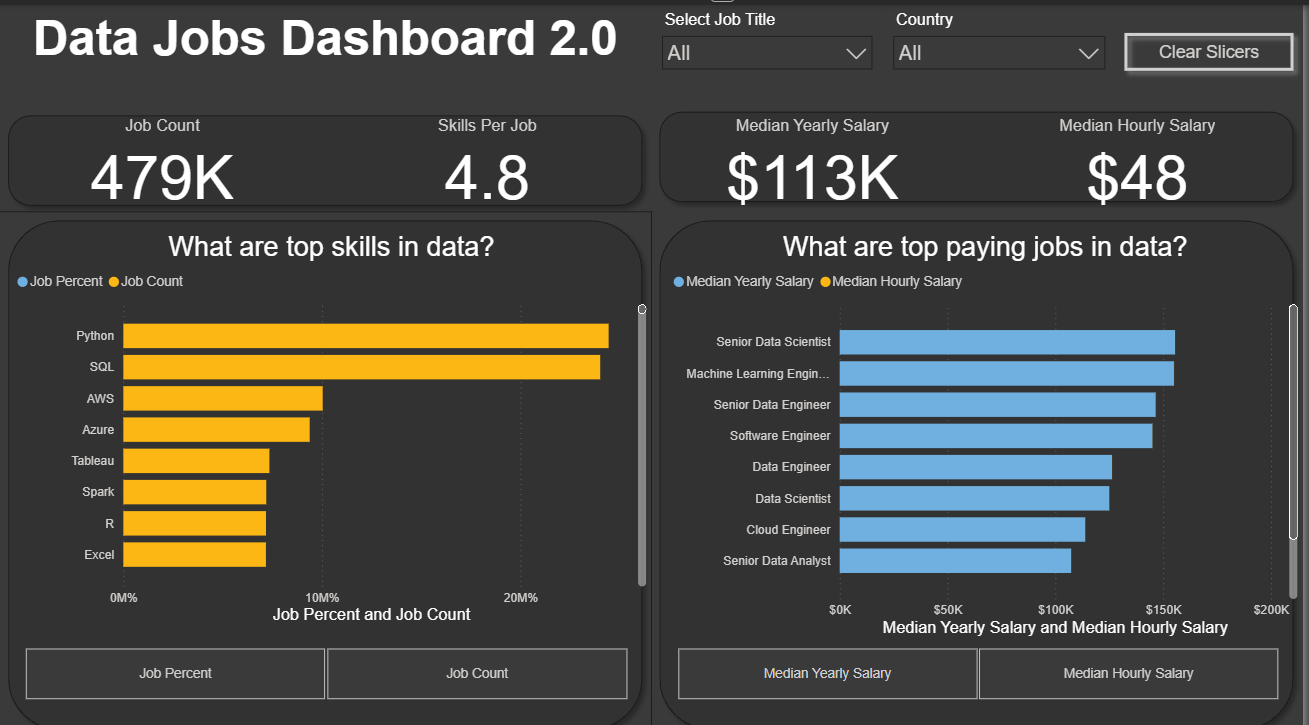 Data Jobs Dashboard 2.0
Select Job Title
All
Country
All
Clear Slicers
Job Count
479K
Skills Per Job
4.8
Median Yearly Salary
$113K
Median Hourly Salary
$48
What are top skills in data?
Job Percent Job Count
Python
SQL
AWS
Azure
Tableau
Spark
R
Excel
0M% 10M% 20M%
Job Percent and Job Count
Job Percent
Job Count
What are top paying jobs in data?
Median Yearly Salary Median Hourly Salary
Senior Data Scientist
Machine Learning Engin...
Senior Data Engineer
Software Engineer
Data Engineer
Data Scientist
Cloud Engineer
Senior Data Analyst
$0K $50K $100K $150K $200K
Median Yearly Salary and Median Hourly Salary
Median Yearly Salary
Median Hourly Salary